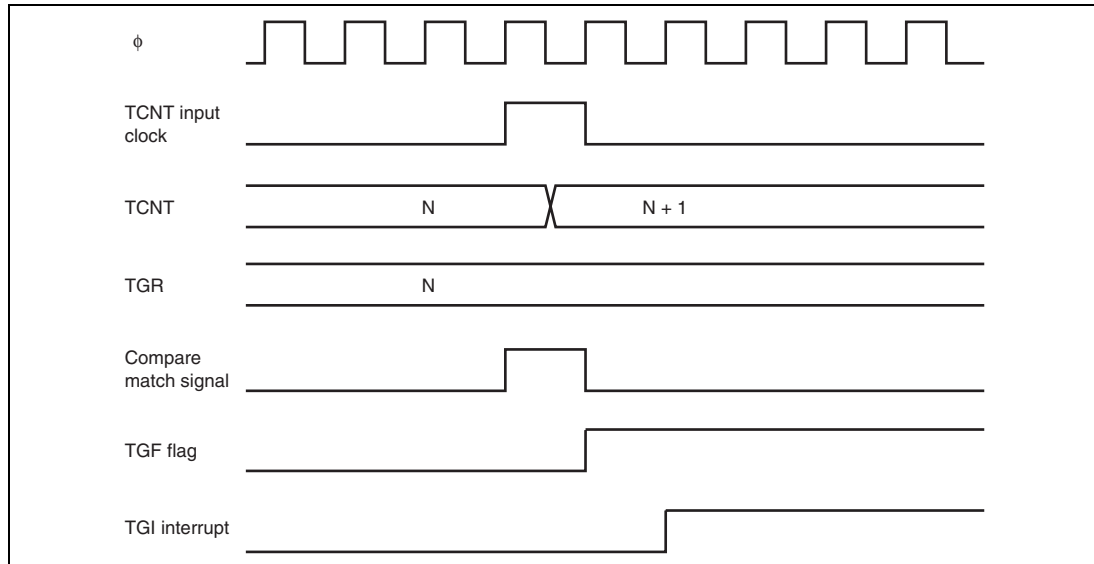 ϕ
TCNT input
clock
TCNT
N
N + 1
TGR
N
Compare
match signal
TGF flag
TGI interrupt